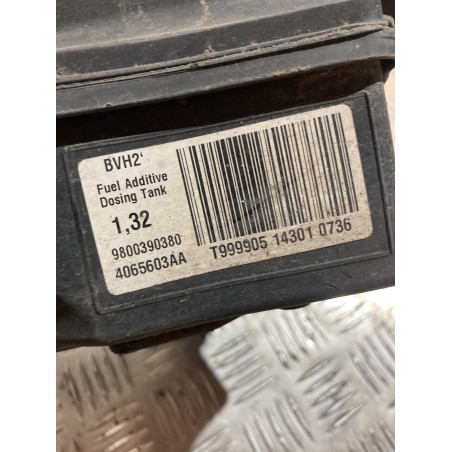 BVH2'
Fuel Additive
Dosing Tank
1,32
9800390380
4065603AA
T999905 14301 0736